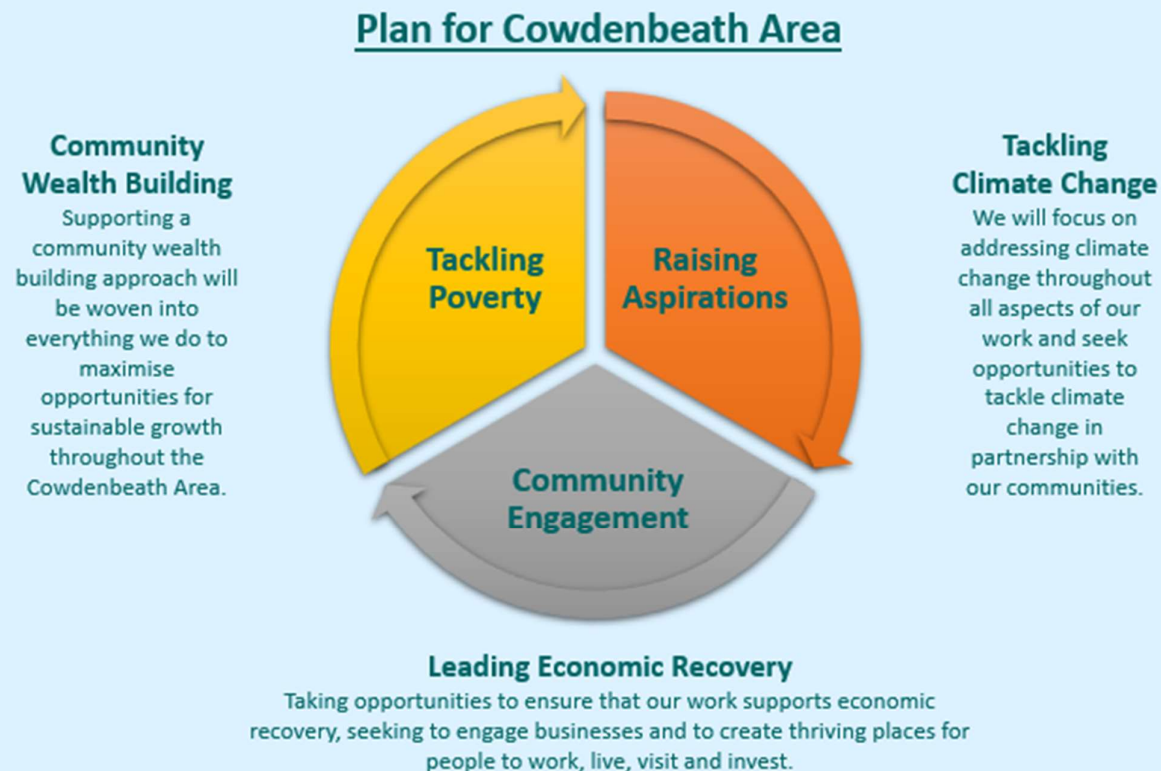 Plan for Cowdenbeath Area
Community
Wealth Building
Supporting a
community wealth
building approach will
be woven into
everything we do to
maximise
opportunities for
sustainable growth
throughout the
Cowdenbeath Area.
Tackling
Poverty
Raising
Aspirations
Community
Engagement
Tackling
Climate Change
We will focus on
addressing climate
change throughout
all aspects of our
work and seek
opportunities to
tackle climate
change in
partnership with
our communities.
Leading Economic Recovery
Taking opportunities to ensure that our work supports economic
recovery, seeking to engage businesses and to create thriving places for
people to work, live, visit and invest.